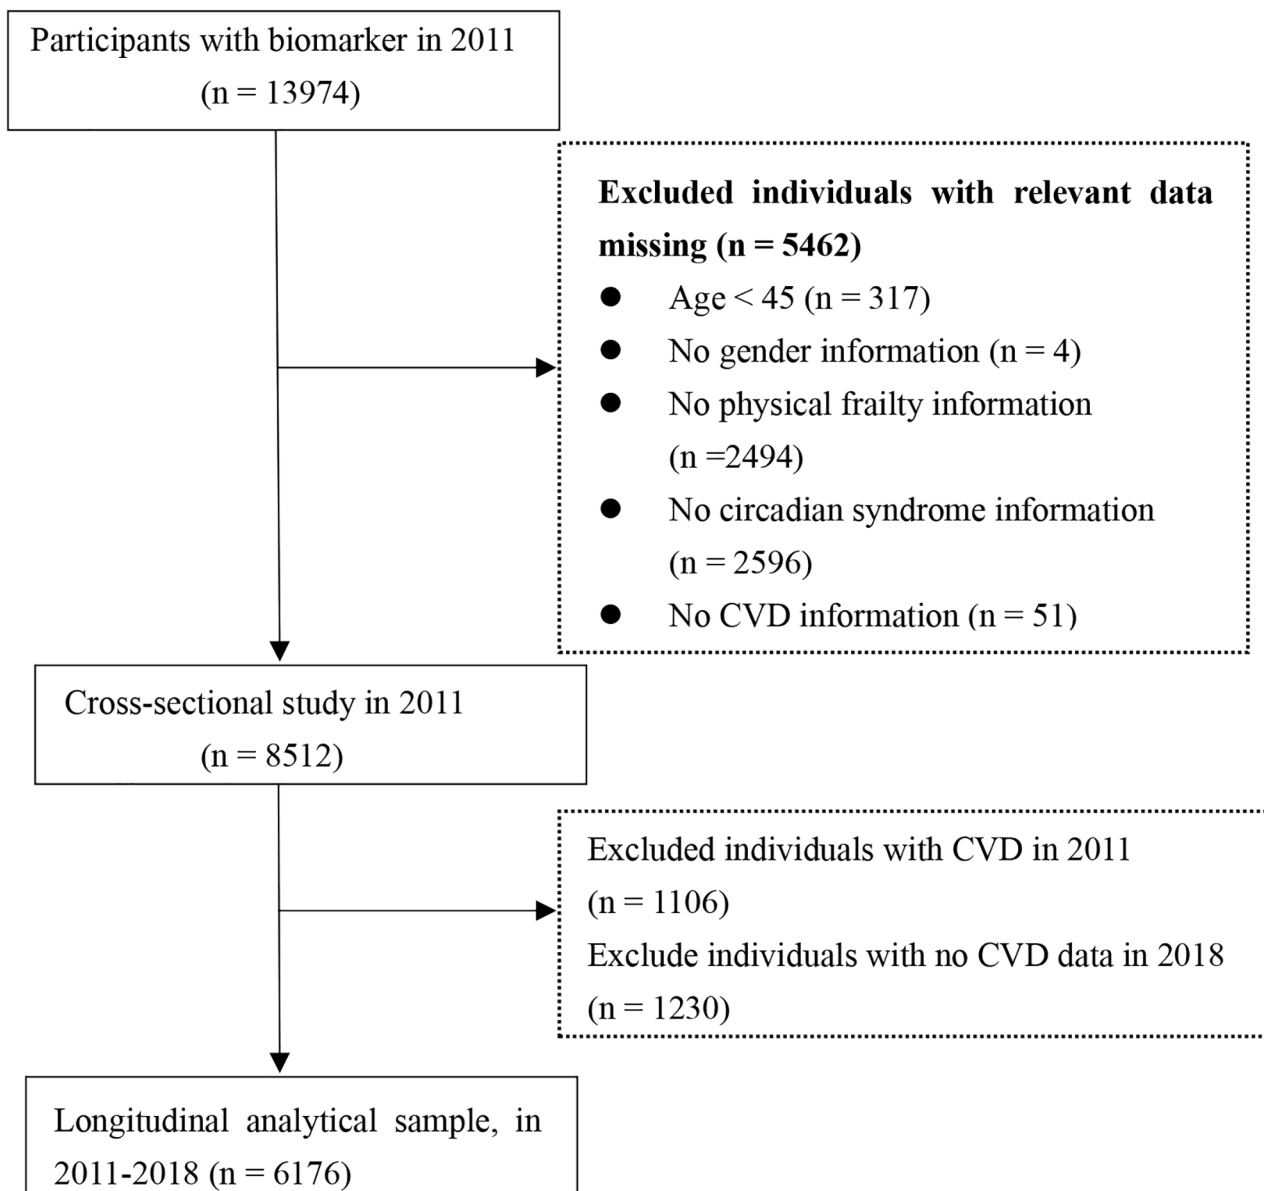 Participants with biomarker in 2011
(n = 13974)
Excluded individuals with relevant data
missing (n = 5462)
● Age < 45 (n = 317)
● No gender information (n = 4)
● No physical frailty information
(n =2494)
● No circadian syndrome information
(n = 2596)
● No CVD information (n = 51)
Cross-sectional study in 2011
(n = 8512)
Excluded individuals with CVD in 2011
(n = 1106)
Exclude individuals with no CVD data in 2018
(n = 1230)
Longitudinal analytical sample, in
2011-2018 (n = 6176)